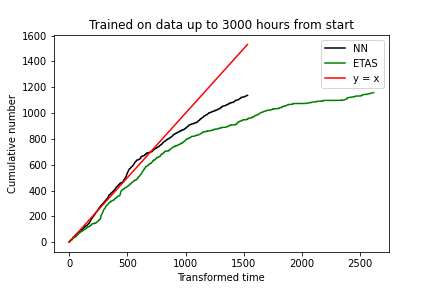 Trained on data up to 3000 hours from start
1600
1400
1200
1000
800
600
400
200
0
Cumulative number
NN
ETAS
y = x
0
500
1000
1500
2000
2500
Transformed time